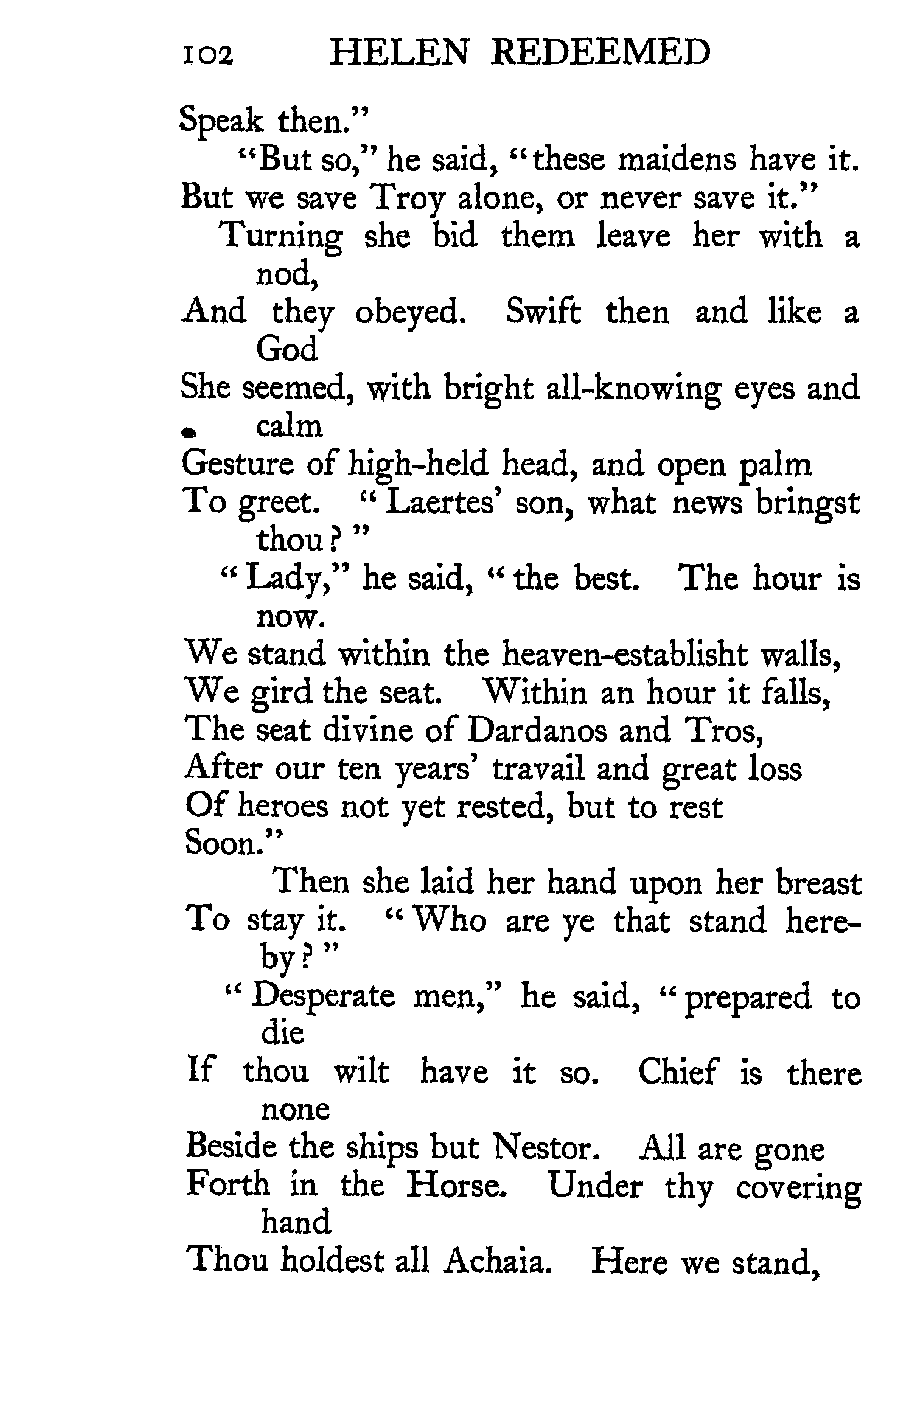 102 HELEN REDEEMED
Speak then."
"But so," he said, "these maidens have it.
But we save Troy alone, or never save it."
Turning she bid them leave her with a
nod,
And they obeyed. Swift then and like a
God
She seemed, with bright all-knowing eyes and
calm
Gesture of high-held head, and open palm
To greet. "Laertes' son, what news bringst
thou?"
"Lady," he said, "the best. The hour is
now.
We stand within the heaven-establisht walls,
We gird the seat. Within an hour it falls,
The seat divine of Dardanos and Tros,
After our ten years' travail and great loss
Of heroes not yet rested, but to rest
Soon."
Then she laid her hand upon her breast
To stay it. "Who are ye that stand here-
by?"
"Desperate men," he said, "prepared to
die
If thou wilt have it so. Chief is there
none
Beside the ships but Nestor. All are gone
Forth in the Horse. Under thy covering
hand
Thou holdest all Achaia. Here we stand,